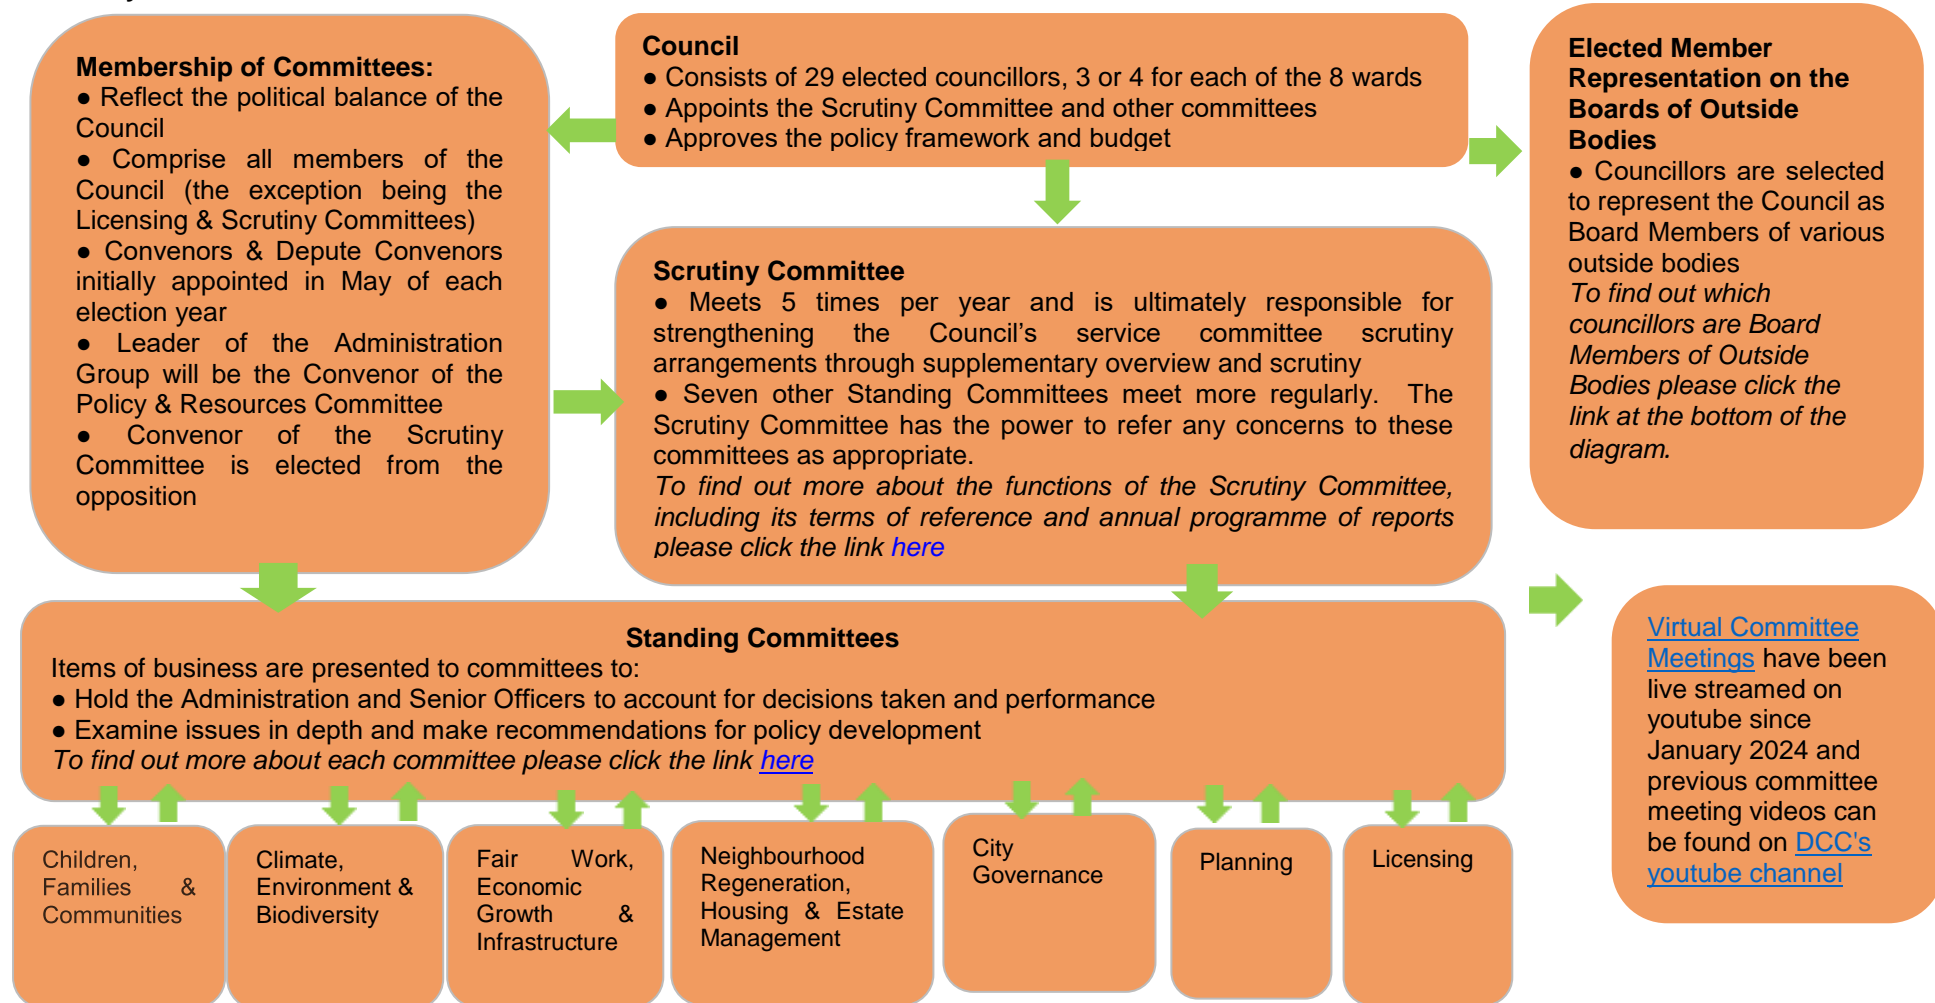 Council
● Consists of 29 elected councillors, 3 or 4 for each of the 8 wards
● Appoints the Scrutiny Committee and other committees
● Approves the policy framework and budget
Membership of Committees:
● Reflect the political balance of the
Council
● Comprise all members of the
Council (the exception being the
Licensing & Scrutiny Committees)
● Convenors & Depute Convenors
initially appointed in May of each
election year
● Leader of the Administration
Group will be the Convenor of the
Policy & Resources Committee
● Convenor of the Scrutiny
Committee is elected from the
opposition
Elected Member
Representation on the
Boards of Outside
Bodies
● Councillors are selected
to represent the Council as
Board Members of various
outside bodies
To find out which
councillors are Board
Members of Outside
Bodies please click the
link at the bottom of the
diagram.
Scrutiny Committee
● Meets 5 times per year and is ultimately responsible for
strengthening the Council’s service committee scrutiny
arrangements through supplementary overview and scrutiny
● Seven other Standing Committees meet more regularly. The
Scrutiny Committee has the power to refer any concerns to these
committees as appropriate.
To find out more about the functions of the Scrutiny Committee,
including its terms of reference and annual programme of reports
please click the link here
Standing Committees
Items of business are presented to committees to:
● Hold the Administration and Senior Officers to account for decisions taken and performance
● Examine issues in depth and make recommendations for policy development
To find out more about each committee please click the link here
Virtual Committee
Meetings have been
live streamed on
youtube since
January 2024 and
previous committee
meeting videos can
be found on DCC's
youtube channel
Children,
Families &
Communities
Climate,
Environment &
Biodiversity
Fair Work,
Economic
Growth &
Infrastructure
Neighbourhood
Regeneration,
Housing & Estate
Management
City
Governance
Planning
Licensing